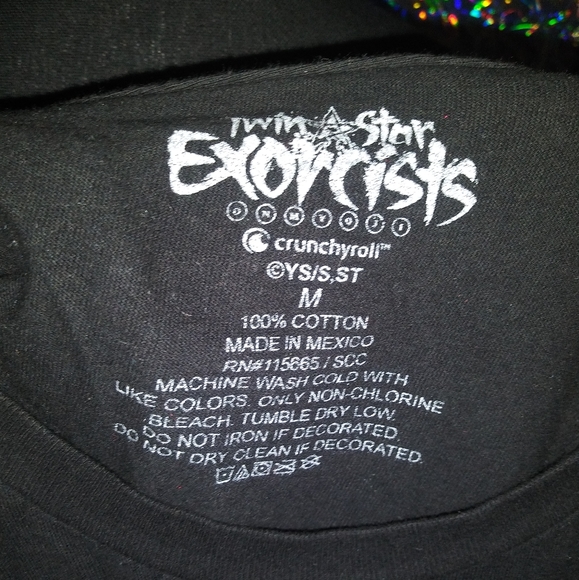 Twin Star
Exorcists
ONMYOJI
crunchyroll™
©YS/S,ST
M
100% COTTON
MADE IN MEXICO
RN#115665 / SCC
MACHINE WASH COLD WITH
LIKE COLORS. ONLY NON-CHLORINE
BLEACH. TUMBLE DRY LOW.
DO NOT IRON IF DECORATED.
DO NOT DRY CLEAN IF DECORATED.